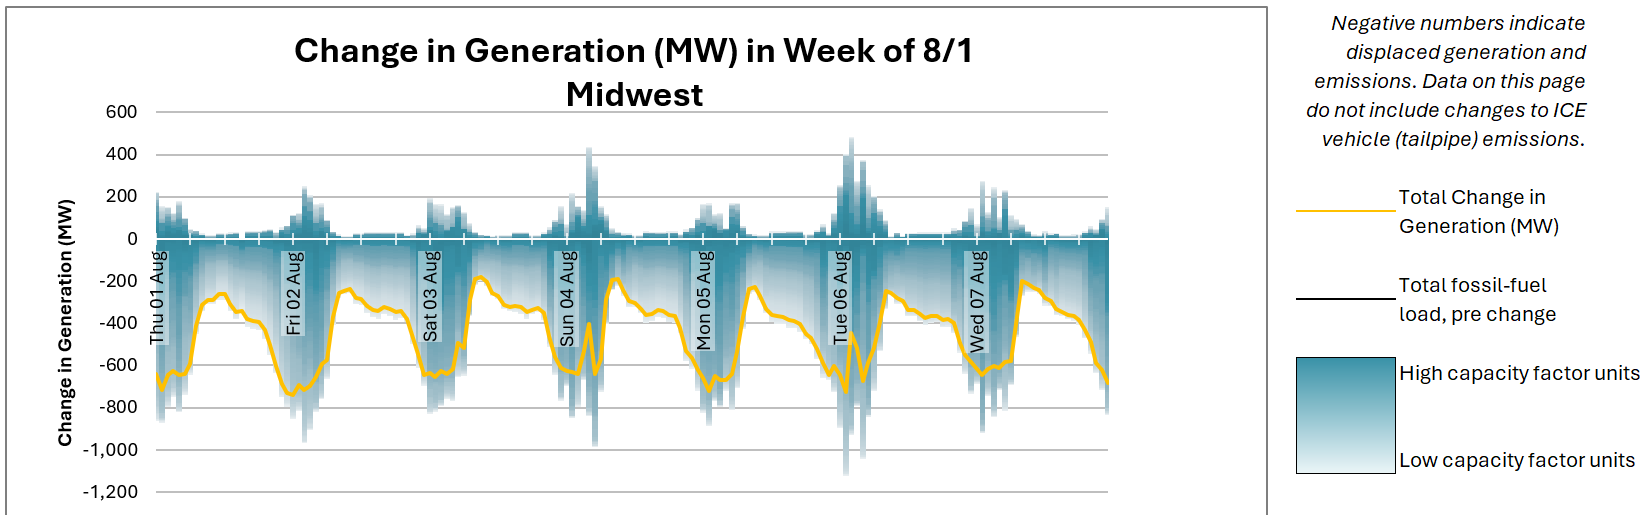 Change in Generation (MW) in Week of 8/1
Midwest
Change in Generation (MW)
600
400
200
0
-200
-400
-600
-800
-1,000
-1,200
Thu 01 Aug
Fri 02 Aug
Sat 03 Aug
Sun 04 Aug
Mon 05 Aug
Tue 06 Aug
Wed 07 Aug
Negative numbers indicate
displaced generation and
emissions. Data on this page
do not include changes to ICE
vehicle (tailpipe) emissions.
Total Change in
Generation (MW)
Total fossil-fuel
load, pre change
High capacity factor units
Low capacity factor units